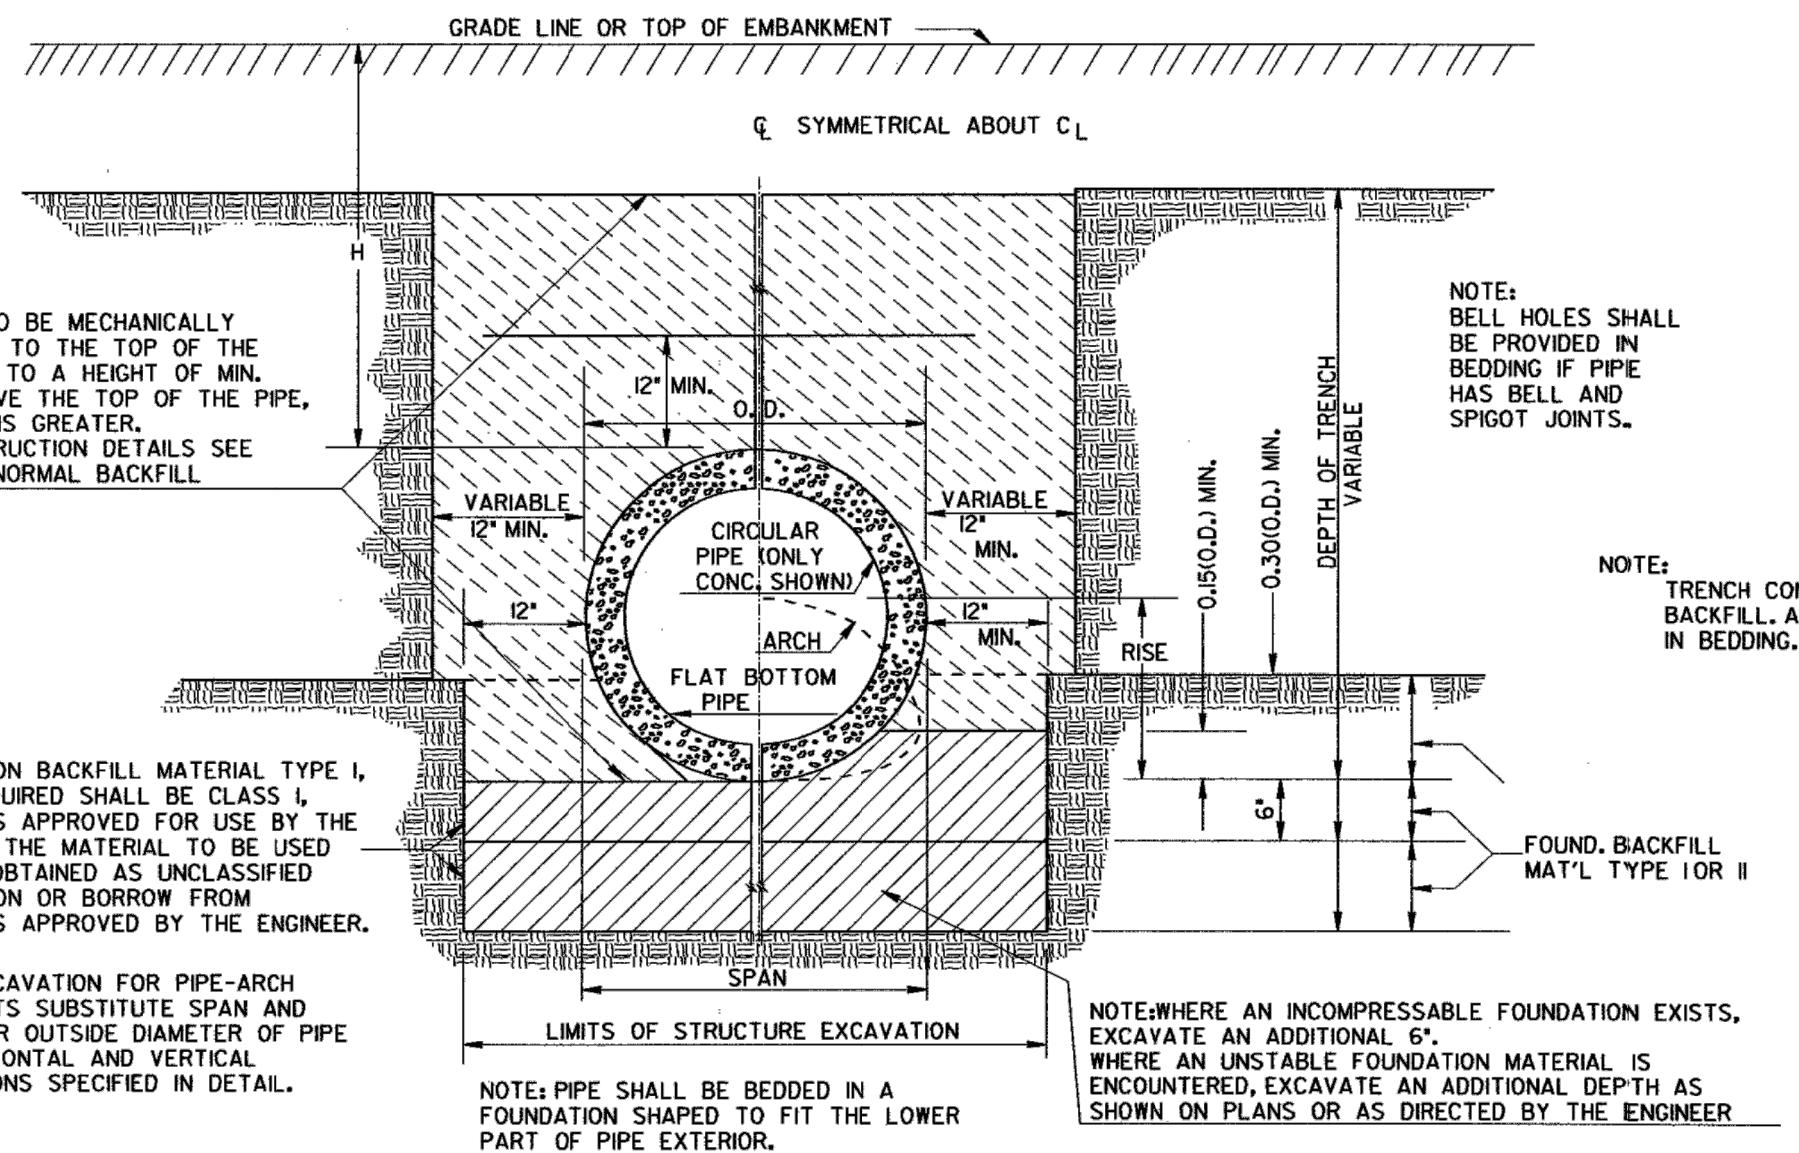 GRADE LINE OR TOP OF EMBANKMENT
℄ SYMMETRICAL ABOUT CL
H
O BE MECHANICALLY
TO THE TOP OF THE
TO A HEIGHT OF MIN.
VE THE TOP OF THE PIPE,
IS GREATER.
RUCTION DETAILS SEE
NORMAL BACKFILL
12" MIN.
O. D.
VARIABLE
12" MIN.
VARIABLE
12"
MIN.
CIRCULAR
PIPE (ONLY
CONC. SHOWN)
12"
12"
MIN.
ARCH
FLAT BOTTOM
PIPE
RISE
0.15(O.D.) MIN.
0.30(O.D.) MIN.
DEPTH OF TRENCH
VARIABLE
6"
NOTE:
BELL HOLES SHALL
BE PROVIDED IN
BEDDING IF PIPE
HAS BELL AND
SPIGOT JOINTS.
NOTE:
TRENCH CON
BACKFILL. A
IN BEDDING.
ON BACKFILL MATERIAL TYPE I,
QUIRED SHALL BE CLASS I,
S APPROVED FOR USE BY THE
THE MATERIAL TO BE USED
OBTAINED AS UNCLASSIFIED
ON OR BORROW FROM
S APPROVED BY THE ENGINEER.
FOUND. BACKFILL
MAT'L TYPE I OR II
CAVATION FOR PIPE-ARCH
TS SUBSTITUTE SPAN AND
R OUTSIDE DIAMETER OF PIPE
ONTAL AND VERTICAL
ONS SPECIFIED IN DETAIL.
SPAN
LIMITS OF STRUCTURE EXCAVATION
NOTE: PIPE SHALL BE BEDDED IN A
FOUNDATION SHAPED TO FIT THE LOWER
PART OF PIPE EXTERIOR.
NOTE:WHERE AN INCOMPRESSABLE FOUNDATION EXISTS,
EXCAVATE AN ADDITIONAL 6".
WHERE AN UNSTABLE FOUNDATION MATERIAL IS
ENCOUNTERED, EXCAVATE AN ADDITIONAL DEPTH AS
SHOWN ON PLANS OR AS DIRECTED BY THE ENGINEER